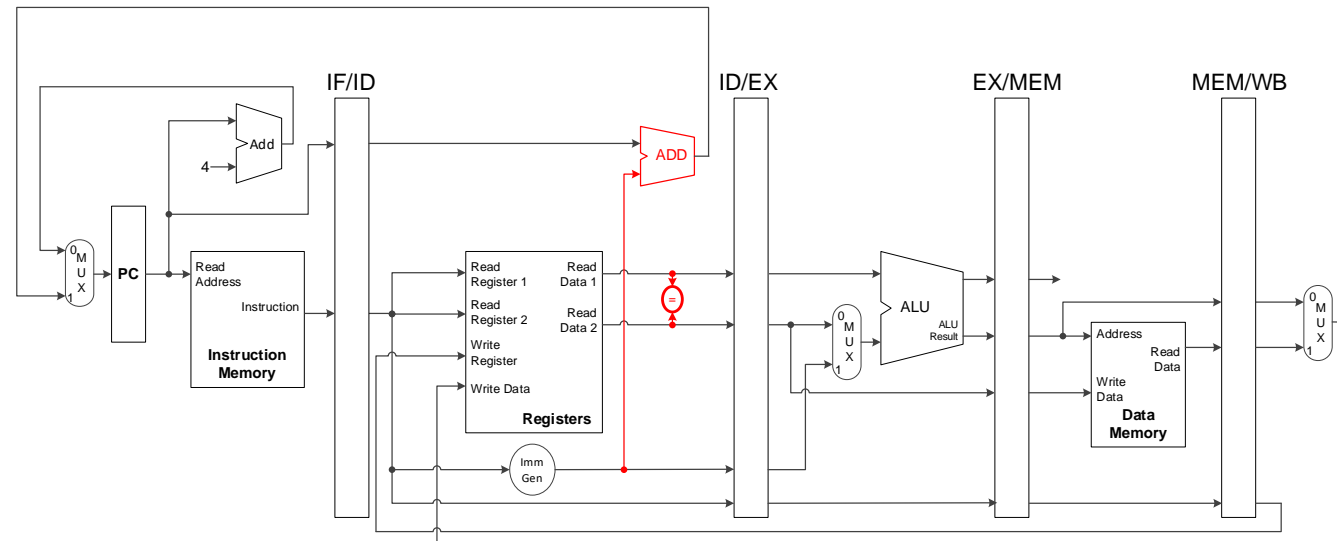 IF/ID
ID/EX
EX/MEM
MEM/WB
Add
4
ADD
0
M
U
X
1
PC
Read
Address
Instruction
Instruction
Memory
Read
Register 1
Read
Register 2
Write
Register
Write Data
Read
Data 1
Read
Data 2
Registers
=
Imm
Gen
0
M
U
X
1
ALU
ALU
Result
Address
Read
Data
Write
Data
Data
Memory
0
M
U
X
1